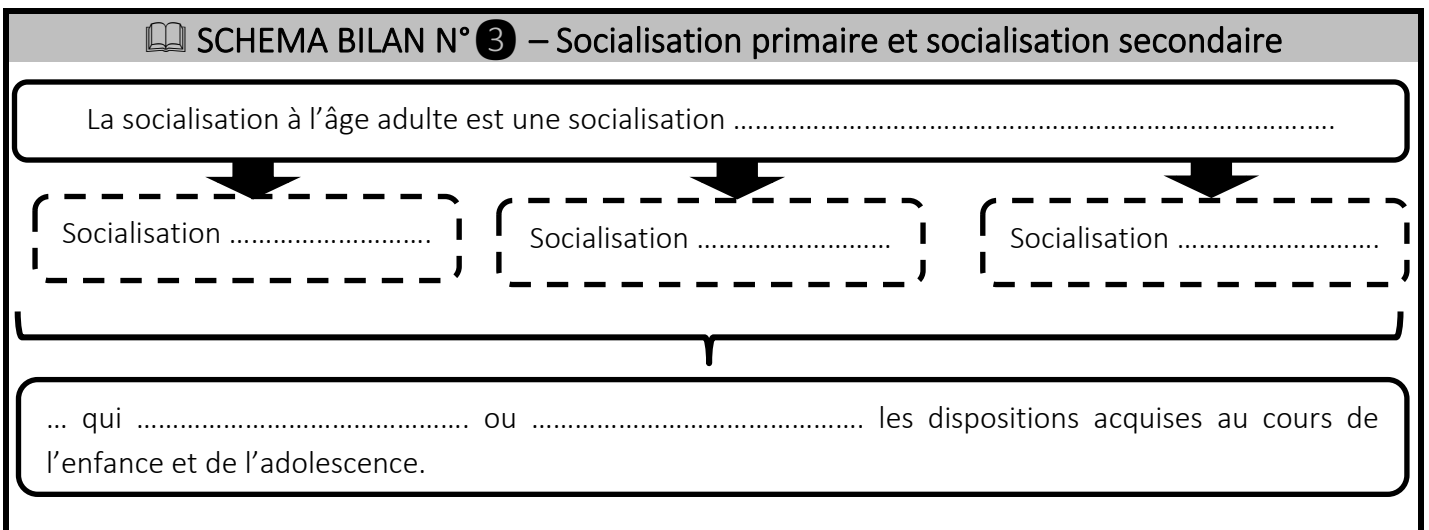 🕮 SCHEMA BILAN N° ❸ – Socialisation primaire et socialisation secondaire
La socialisation à l’âge adulte est une socialisation ……………………………………………………………………..….
Socialisation ……………………….
Socialisation ………………………
Socialisation ……………………….
… qui ………………………………………. ou ………………………………………. les dispositions acquises au cours de
l’enfance et de l’adolescence.